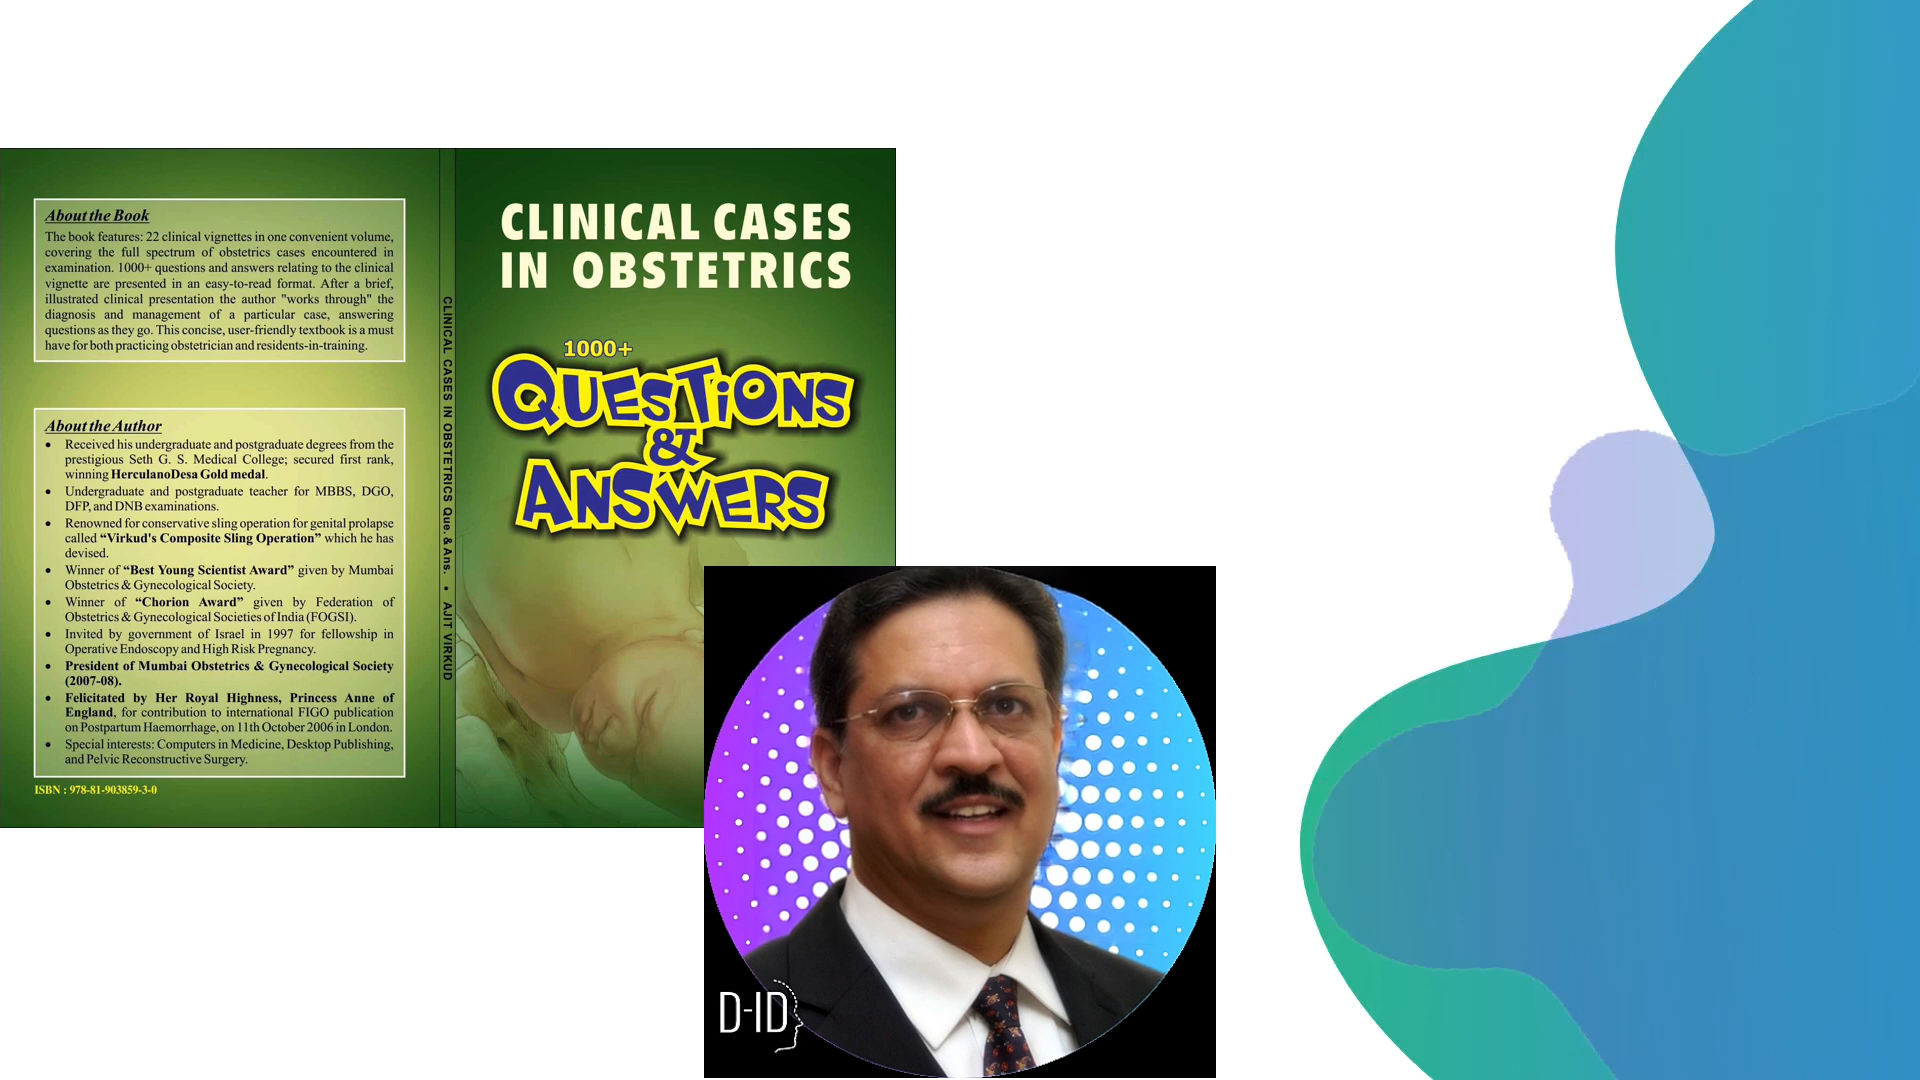 About the Book
The book features: 22 clinical vignettes in one convenient volume,
covering the full spectrum of obstetrics cases encountered in
examination. 1000+ questions and answers relating to the clinical
vignette are presented in an easy-to-read format. After a brief,
illustrated clinical presentation the author "works through" the
diagnosis and management of a particular case, answering
questions as they go. This concise, user-friendly textbook is a must
have for both practicing obstetrician and residents-in-training.
About the Author
• Received his undergraduate and postgraduate degrees from the
prestigious Seth G. S. Medical College; secured first rank,
winning HerculanoDesa Gold medal.
• Undergraduate and postgraduate teacher for MBBS, DGO,
DFP, and DNB examinations.
• Renowned for conservative sling operation for genital prolapse
called “Virkud's Composite Sling Operation” which he has
devised.
• Winner of “Best Young Scientist Award” given by Mumbai
Obstetrics & Gynecological Society.
• Winner of “Chorion Award” given by Federation of
Obstetrics & Gynecological Societies of India (FOGSI).
• Invited by government of Israel in 1997 for fellowship in
Operative Endoscopy and High Risk Pregnancy.
• President of Mumbai Obstetrics & Gynecological Society
(2007-08).
• Felicitated by Her Royal Highness, Princess Anne of
England, for contribution to international FIGO publication
on Postpartum Haemorrhage, on 11th October 2006 in London.
• Special interests: Computers in Medicine, Desktop Publishing,
and Pelvic Reconstructive Surgery.
ISBN : 978-81-903859-3-0
CLINICAL CASES IN OBSTETRICS Que. & Ans. • AJIT VIRKUD
CLINICAL CASES
IN OBSTETRICS
1000+
QUESTiONS
&
ANSWERS
D-ID